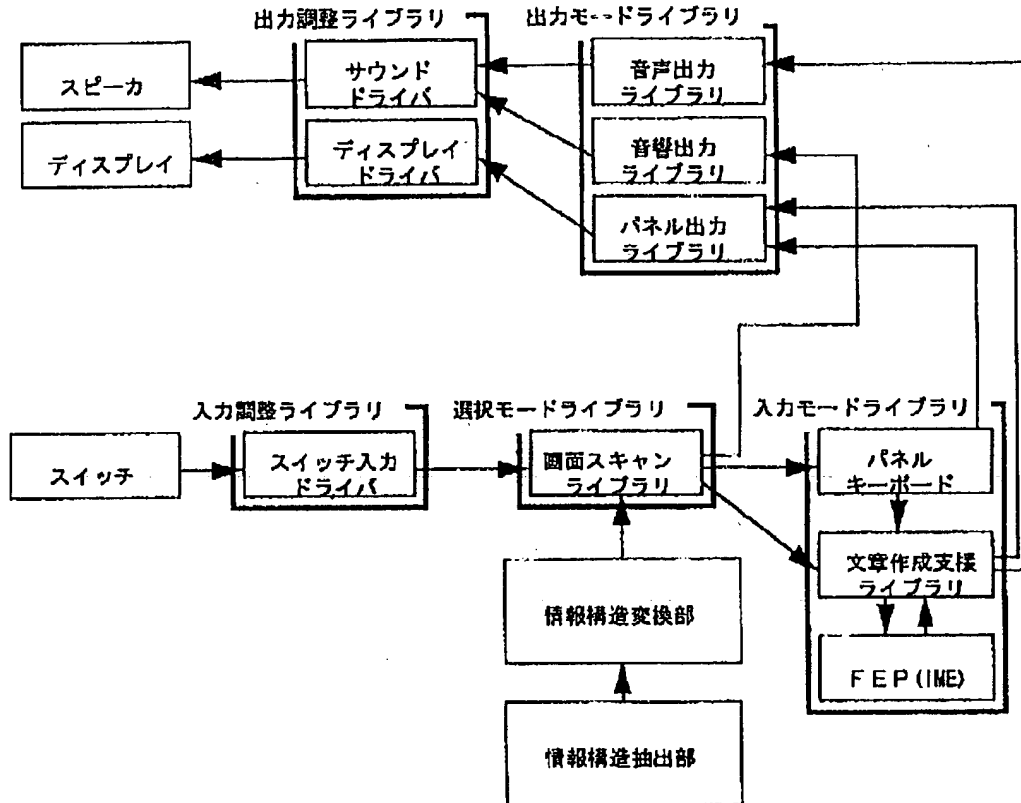 出力調整ライブラリ
出力モードライブラリ
スピーカ
サウンド
ドライバ
音声出力
ライブラリ
ディスプレイ
ディスプレイ
ドライバ
音響出力
ライブラリ
パネル出力
ライブラリ
入力調整ライブラリ
選択モードライブラリ
入力モードライブラリ
スイッチ
スイッチ入力
ドライバ
画面スキャン
ライブラリ
パネル
キーボード
文章作成支援
ライブラリ
情報構造変換部
ＦＥＰ(IME)
情報構造抽出部